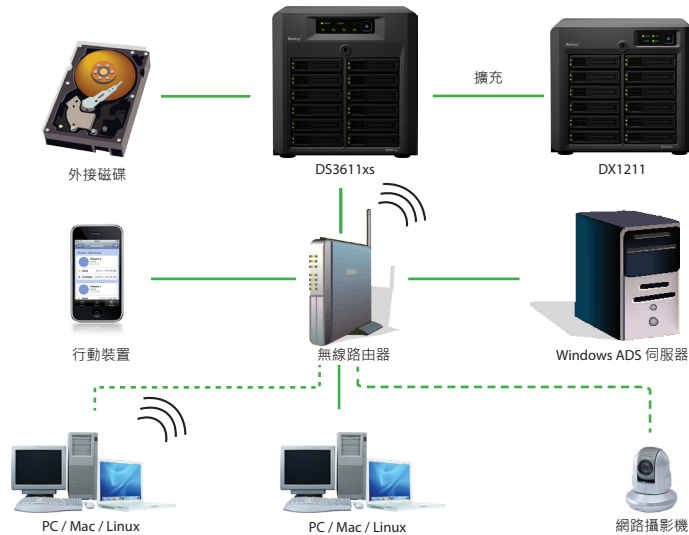 擴充
外接磁碟
DS3611xs
DX1211
行動裝置
無線路由器
Windows ADS 伺服器
PC / Mac / Linux
PC / Mac / Linux
網路攝影機